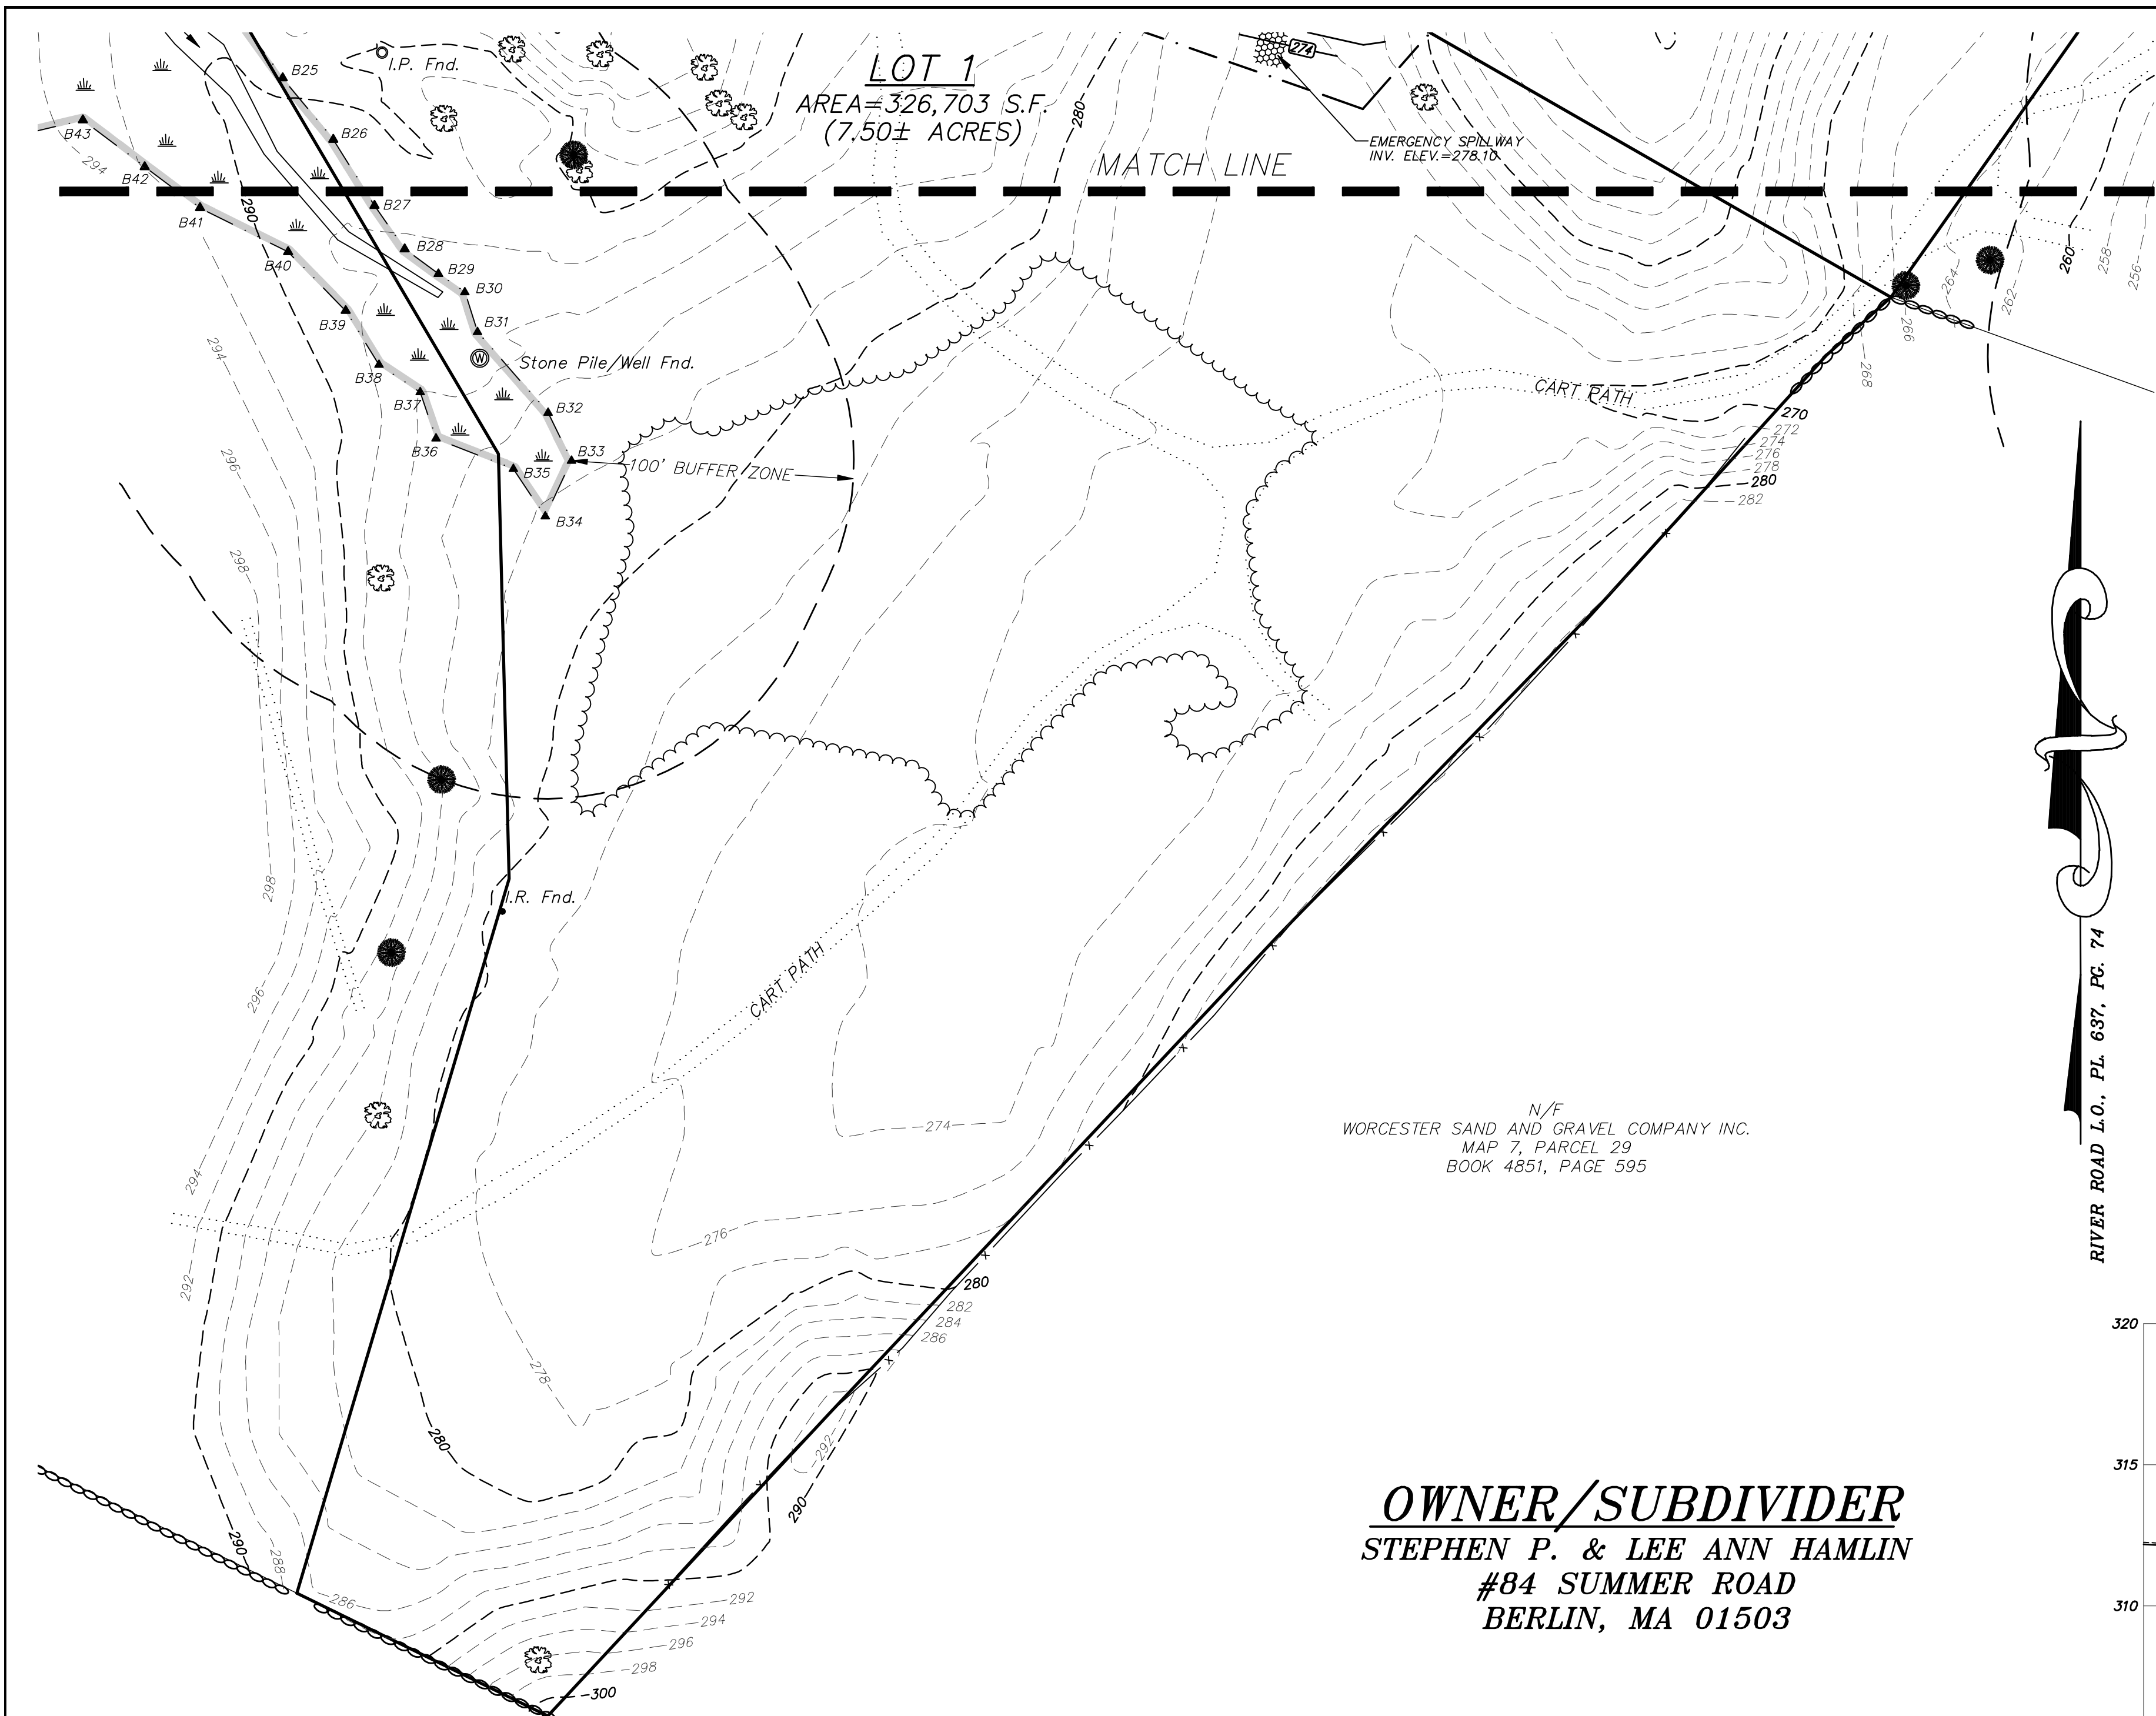 LOT 1
AREA=326,703 S.F.
(7.50± ACRES)
I.P. Fnd.
B25
B26
B43
B42
B41
B27
B28
B29
B30
B31
B40
B39
B38
B37
B36
B35
B34
B33
B32
294
290
280
274
EMERGENCY SPILLWAY
INV. ELEV.=278.10
MATCH LINE
Stone Pile/Well Fnd.
100' BUFFER ZONE
CART PATH
264
262
260
258
256
266
268
270
272
274
276
278
280
282
294
296
298
298
296
294
292
I.R. Fnd.
CART PATH
274
276
278
280
280
282
284
286
292
290
290
288
286
292
294
296
298
300
N/F
WORCESTER SAND AND GRAVEL COMPANY INC.
MAP 7, PARCEL 29
BOOK 4851, PAGE 595
RIVER ROAD L.O., PL. 637, PG. 74
320
315
310
OWNER/SUBDIVIDER
STEPHEN P. & LEE ANN HAMLIN
#84 SUMMER ROAD
BERLIN, MA 01503